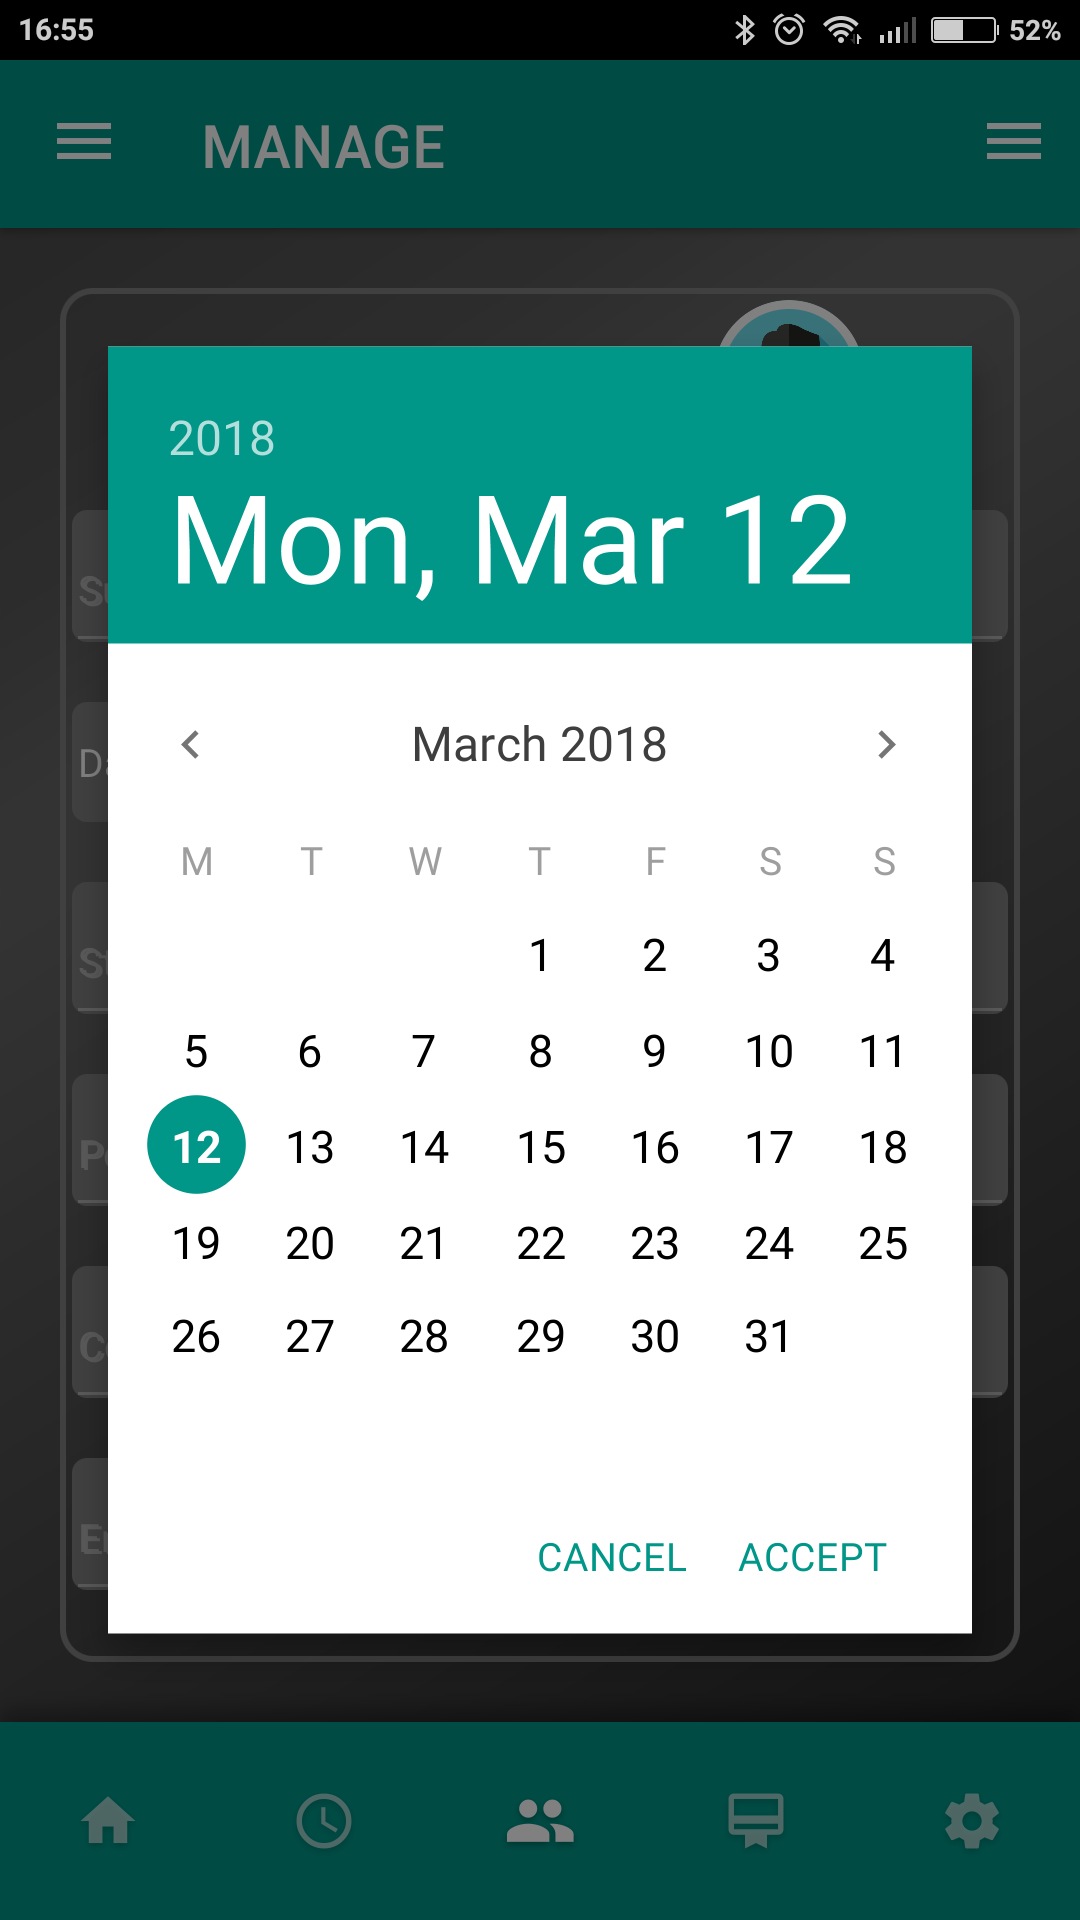 16:55 52%
MANAGE
2018
Mon, Mar 12
March 2018
M T W T F S S
1 2 3 4
5 6 7 8 9 10 11
12 13 14 15 16 17 18
19 20 21 22 23 24 25
26 27 28 29 30 31
CANCEL ACCEPT